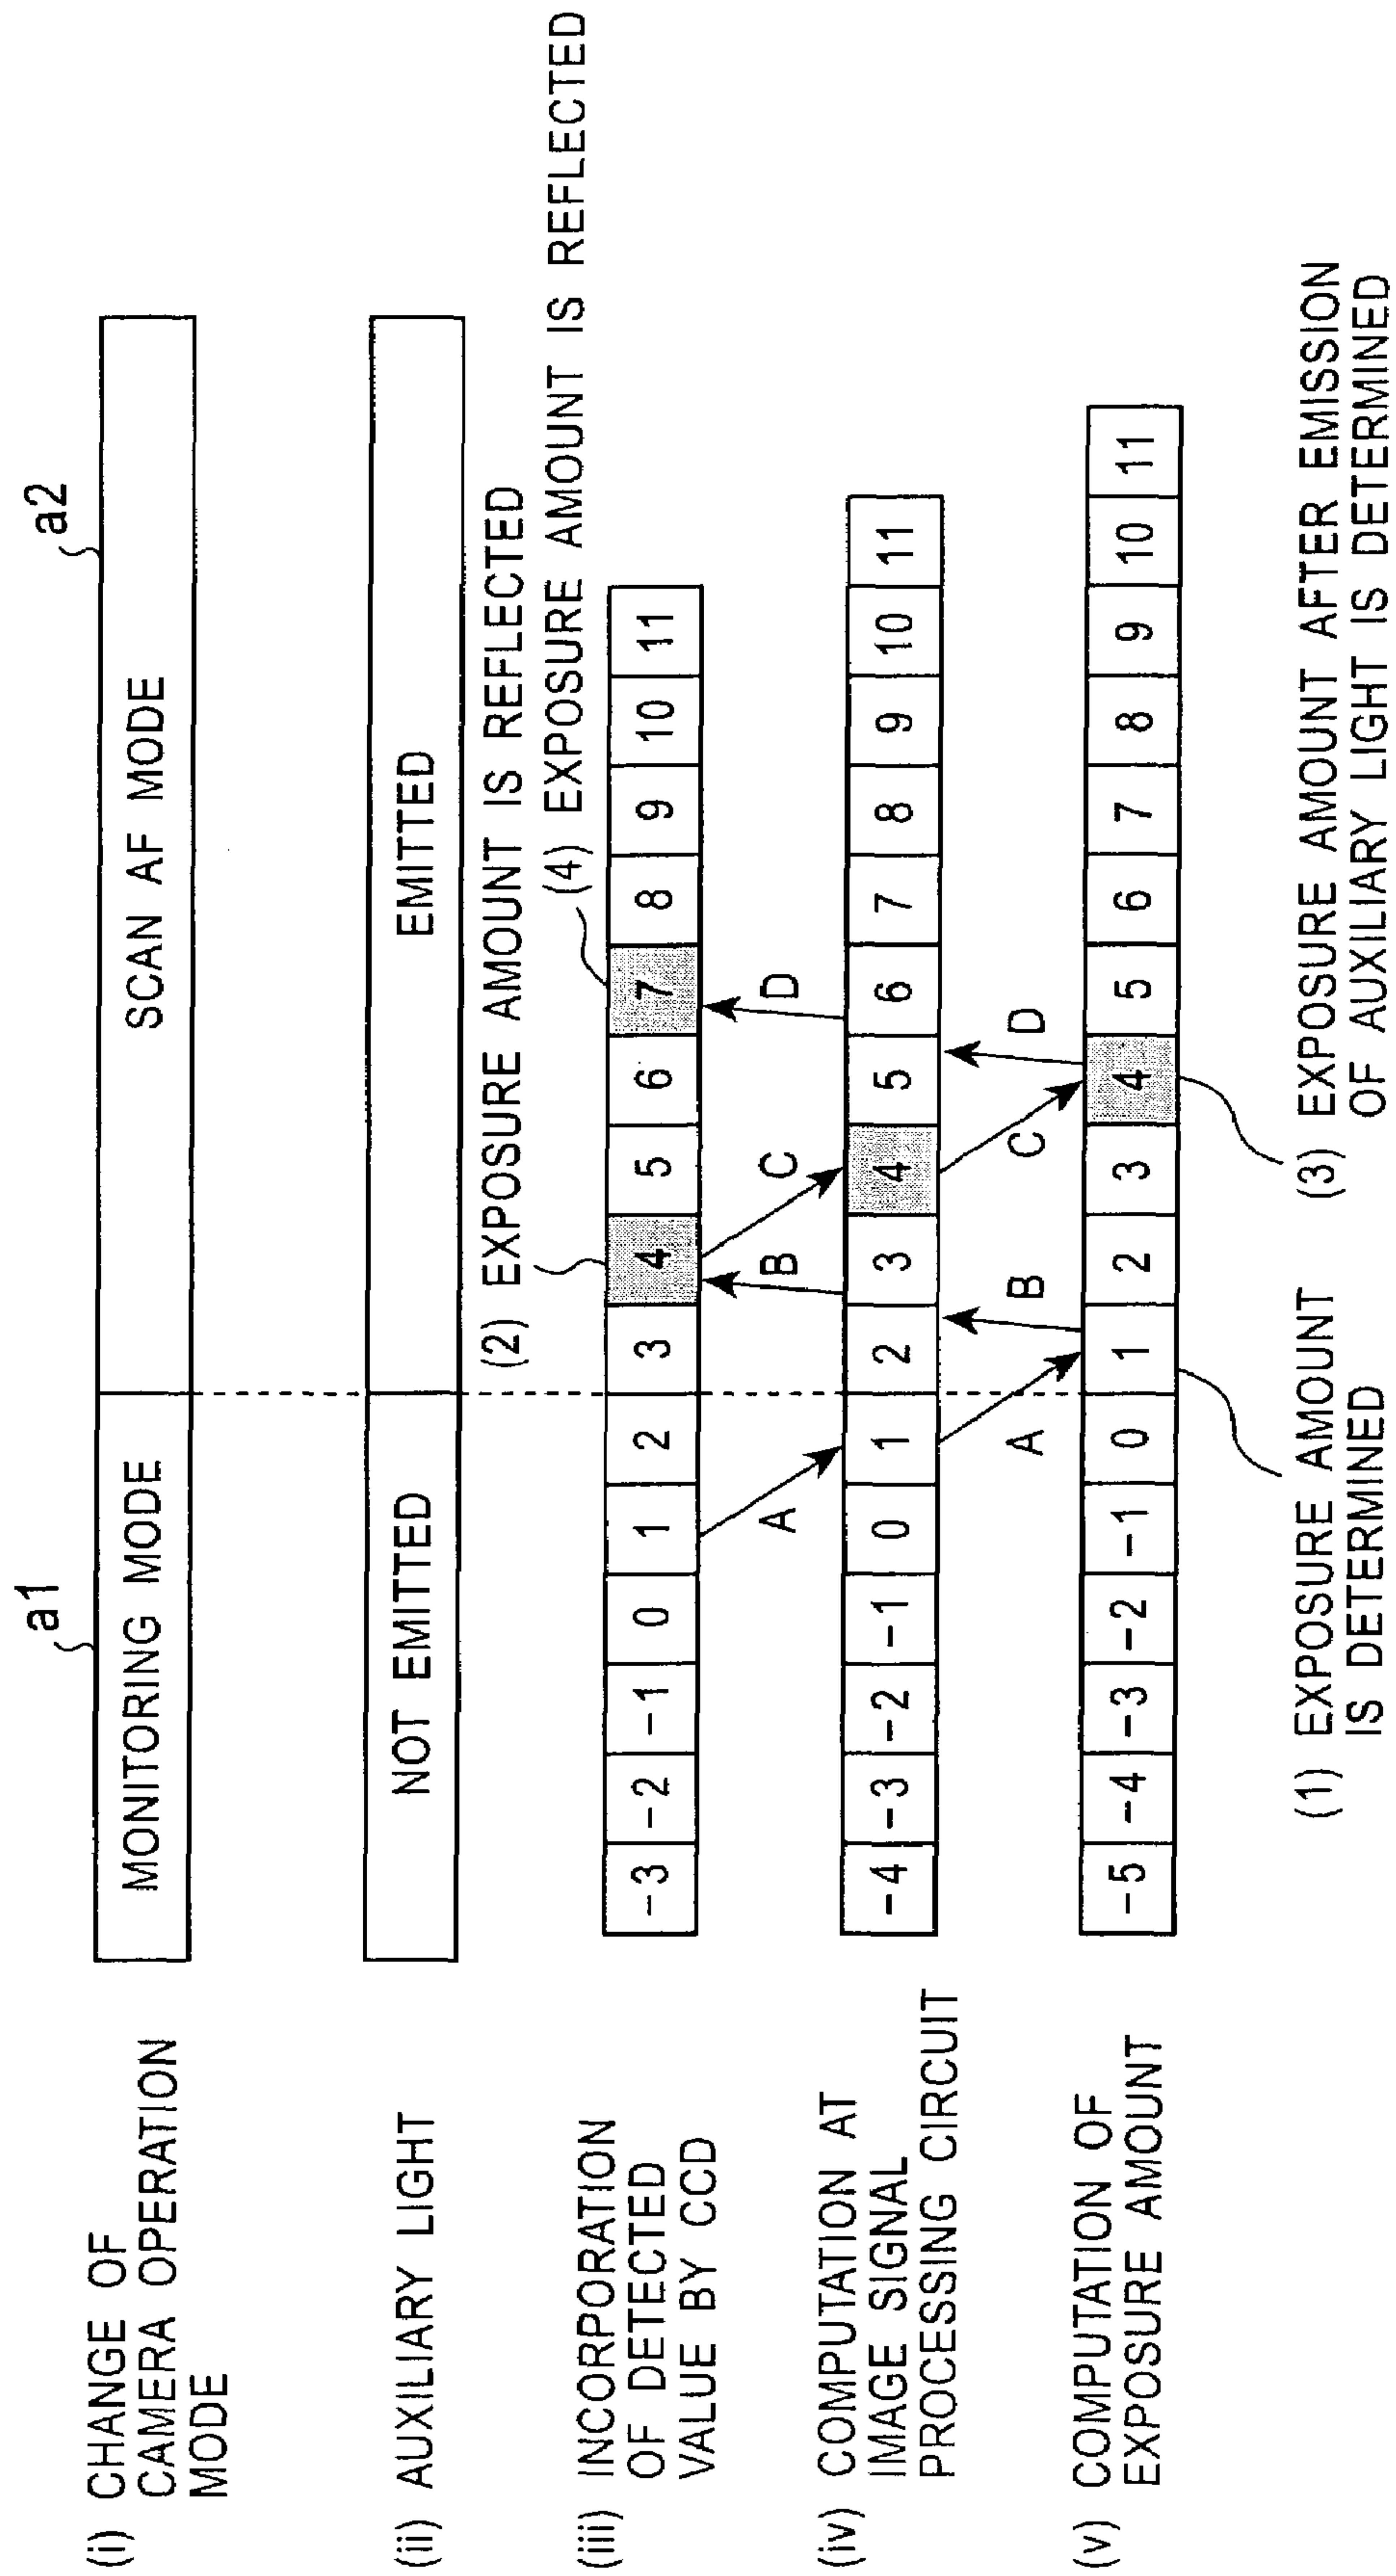 a1
a2
(i) CHANGE OF
CAMERA OPERATION
MODE
MONITORING MODE
SCAN AF MODE
(ii) AUXILIARY LIGHT
NOT EMITTED
EMITTED
(2) EXPOSURE AMOUNT IS REFLECTED
(4) EXPOSURE AMOUNT IS REFLECTED
(iii) INCORPORATION
OF DETECTED
VALUE BY CCD
-3 -2 -1 0 1 2 3 4 5 6 7 8 9 10 11
A B C D
(iv) COMPUTATION AT
IMAGE SIGNAL
PROCESSING CIRCUIT
-4 -3 -2 -1 0 1 2 3 4 5 6 7 8 9 10 11
A B C D
(v) COMPUTATION OF
EXPOSURE AMOUNT
-5 -4 -3 -2 -1 0 1 2 3 4 5 6 7 8 9 10 11
(1) EXPOSURE AMOUNT
IS DETERMINED
(3) EXPOSURE AMOUNT AFTER EMISSION
OF AUXILIARY LIGHT IS DETERMINED